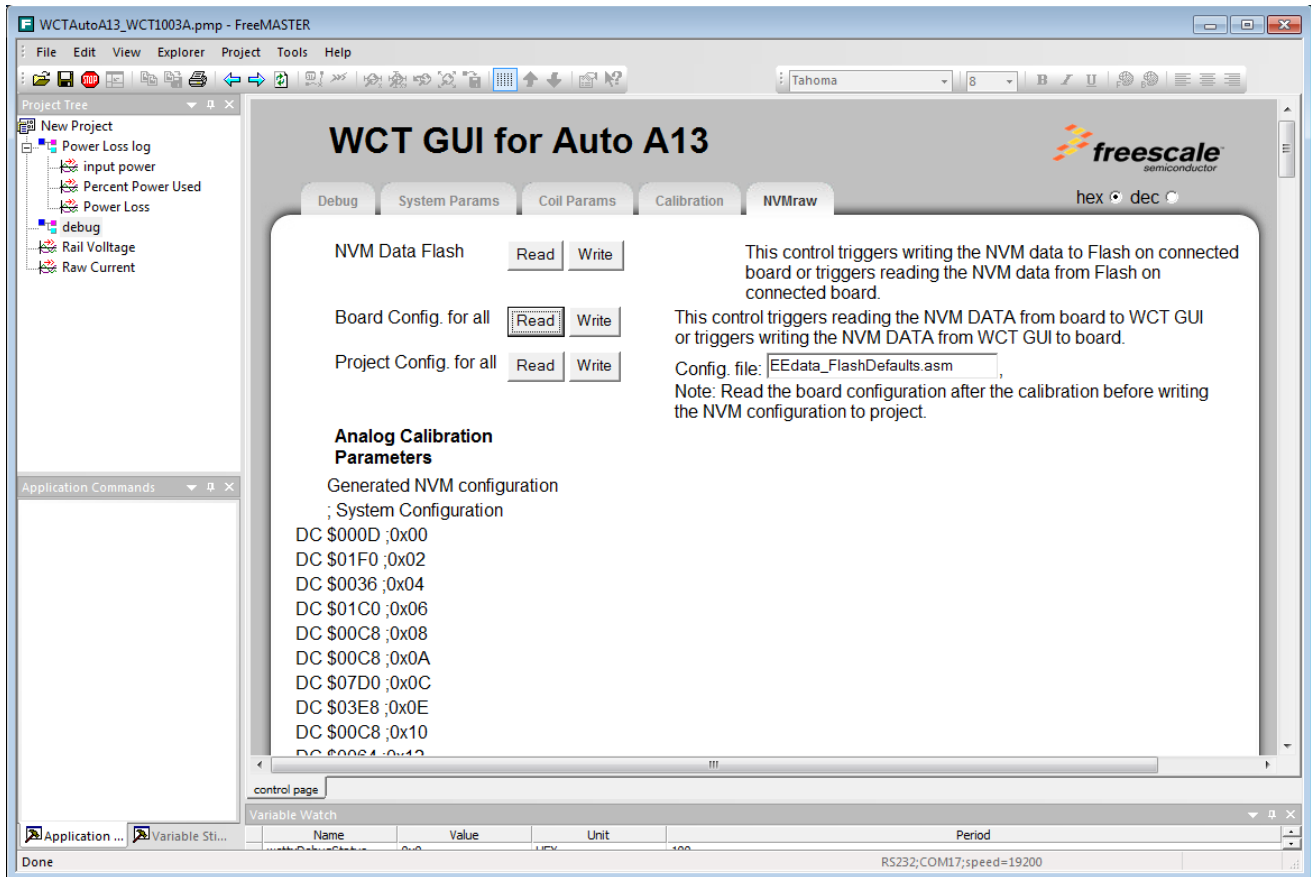 WCTAutoA13_WCT1003A.pmp - FreeMASTER
File Edit View Explorer Project Tools Help
STOP
Tahoma 8 B I U
Project Tree
New Project
Power Loss log
input power
Percent Power Used
Power Loss
debug
Rail Volltage
Raw Current
Application Commands
Application ... Variable Sti...
WCT GUI for Auto A13
freescale
semiconductor
Debug System Params Coil Params Calibration NVMraw
hex dec
NVM Data Flash Read Write
This control triggers writing the NVM data to Flash on connected
board or triggers reading the NVM data from Flash on
connected board.
Board Config. for all Read Write
This control triggers reading the NVM DATA from board to WCT GUI
or triggers writing the NVM DATA from WCT GUI to board.
Project Config. for all Read Write
Config. file: EEdata_FlashDefaults.asm ,
Note: Read the board configuration after the calibration before writing
the NVM configuration to project.
Analog Calibration
Parameters
Generated NVM configuration
; System Configuration
DC $000D ;0x00
DC $01F0 ;0x02
DC $0036 ;0x04
DC $01C0 ;0x06
DC $00C8 ;0x08
DC $00C8 ;0x0A
DC $07D0 ;0x0C
DC $03E8 ;0x0E
DC $00C8 ;0x10
DC $0064 ;0x12
control page
Variable Watch
Name Value Unit Period
Done
RS232;COM17;speed=19200